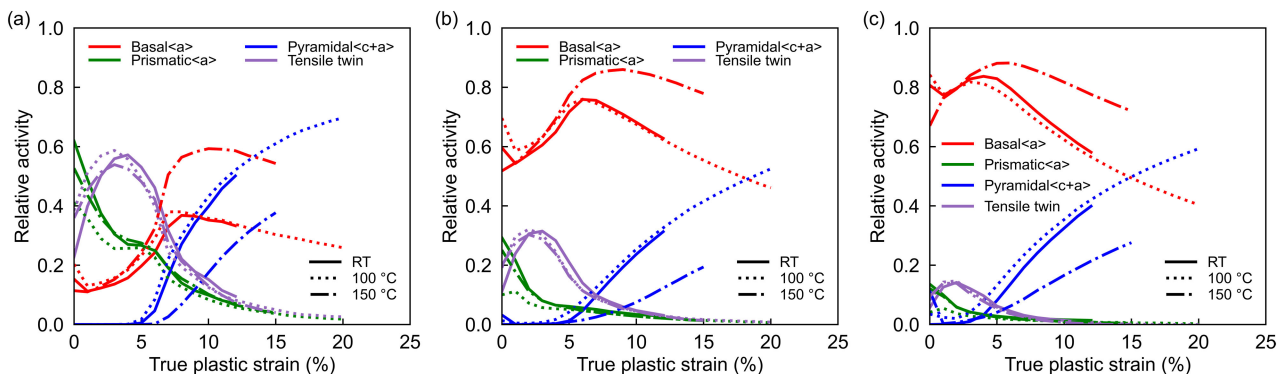 (a)
1.0
0.8
0.6
0.4
0.2
0.0
Relative activity
Basal<a>
Prismatic<a>
Pyramidal<c+a>
Tensile twin
RT
100 °C
150 °C
0
5
10
15
20
25
True plastic strain (%)
(b)
1.0
0.8
0.6
0.4
0.2
0.0
Relative activity
Basal<a>
Prismatic<a>
Pyramidal<c+a>
Tensile twin
RT
100 °C
150 °C
0
5
10
15
20
25
True plastic strain (%)
(c)
1.0
0.8
0.6
0.4
0.2
0.0
Relative activity
Basal<a>
Prismatic<a>
Pyramidal<c+a>
Tensile twin
RT
100 °C
150 °C
0
5
10
15
20
25
True plastic strain (%)